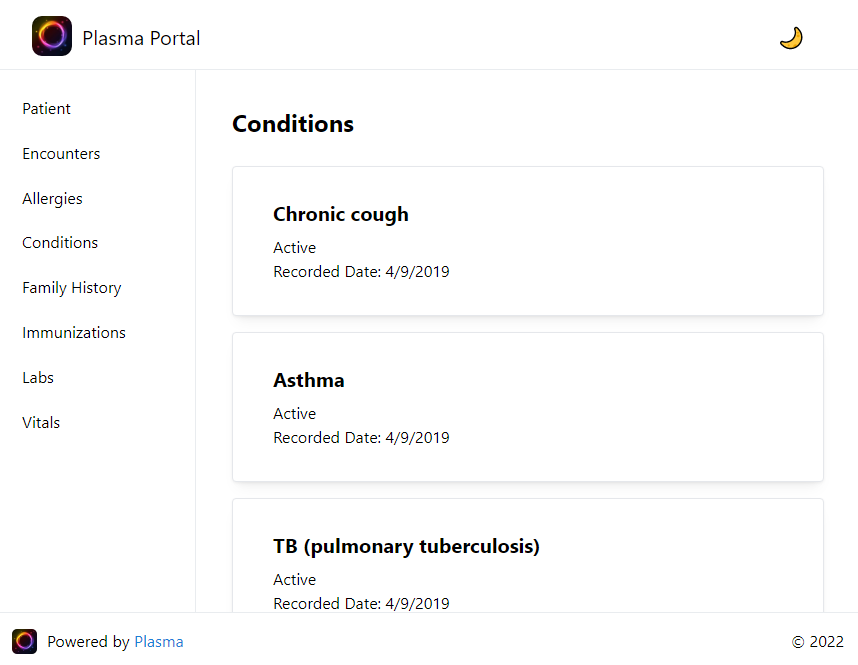 Plasma Portal
Patient
Encounters
Allergies
Conditions
Family History
Immunizations
Labs
Vitals
Conditions
Chronic cough
Active
Recorded Date: 4/9/2019
Asthma
Active
Recorded Date: 4/9/2019
TB (pulmonary tuberculosis)
Active
Recorded Date: 4/9/2019
Powered by Plasma
© 2022